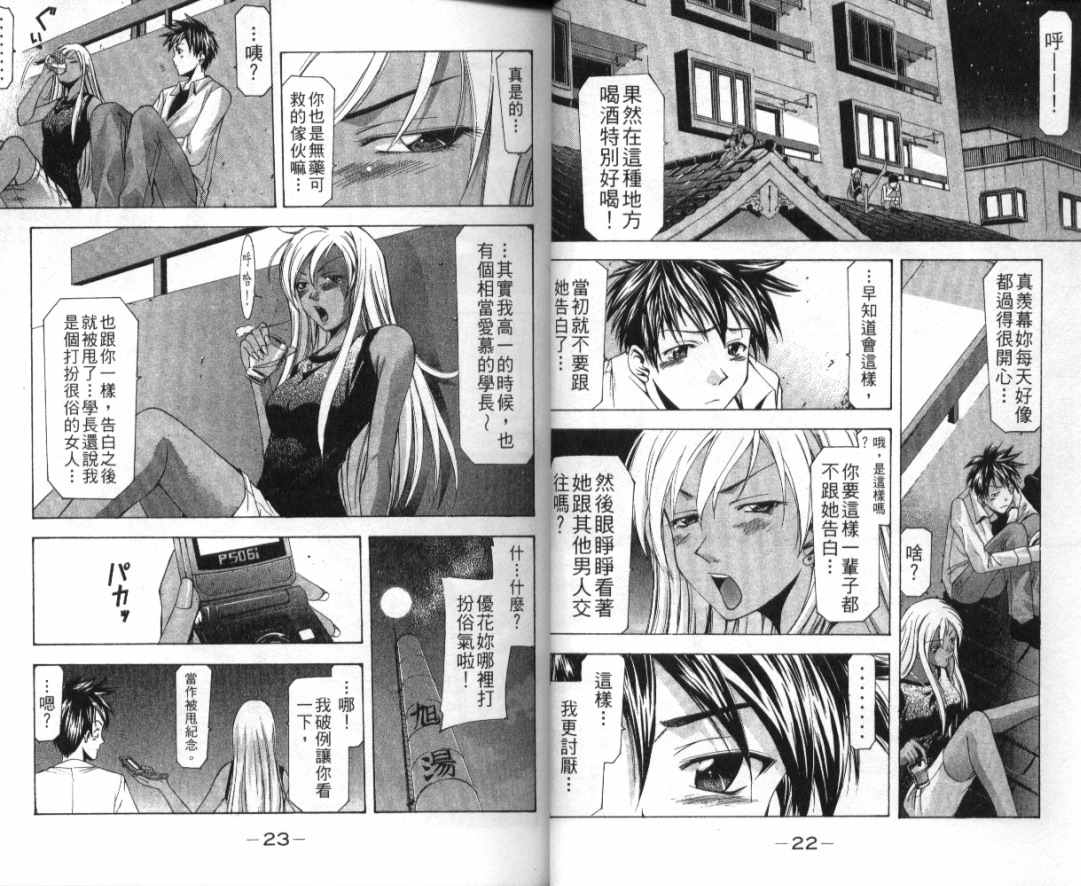 呼———！
果然在這種地方
喝酒特別好喝！
真羨慕妳每天好像
都過得很開心…
啥？
…早知道會這樣，
當初就不要跟
她告白了…
哦，是這樣嗎
？
你要這樣一輩子都
不跟她告白…
然後眼睜睜看著
她跟其他男人交
往嗎？
………
這樣…
我更討厭…
－22－
真是的…
你也是無藥可
救的傢伙嘛…
…咦？
ぐぃ
………
…其實我高一的時候，也
有個相當愛慕的學長～
呼哈！
也跟你一樣，告白之後
就被甩了…學長還說我
是個打扮很俗的女人…
什…什麼？
優花妳哪裡打
扮俗氣啦！
旭湯
P506i
パカッ
…哪！
我破例讓你看
一下，
當作被甩紀念。
…嗯？
－23－